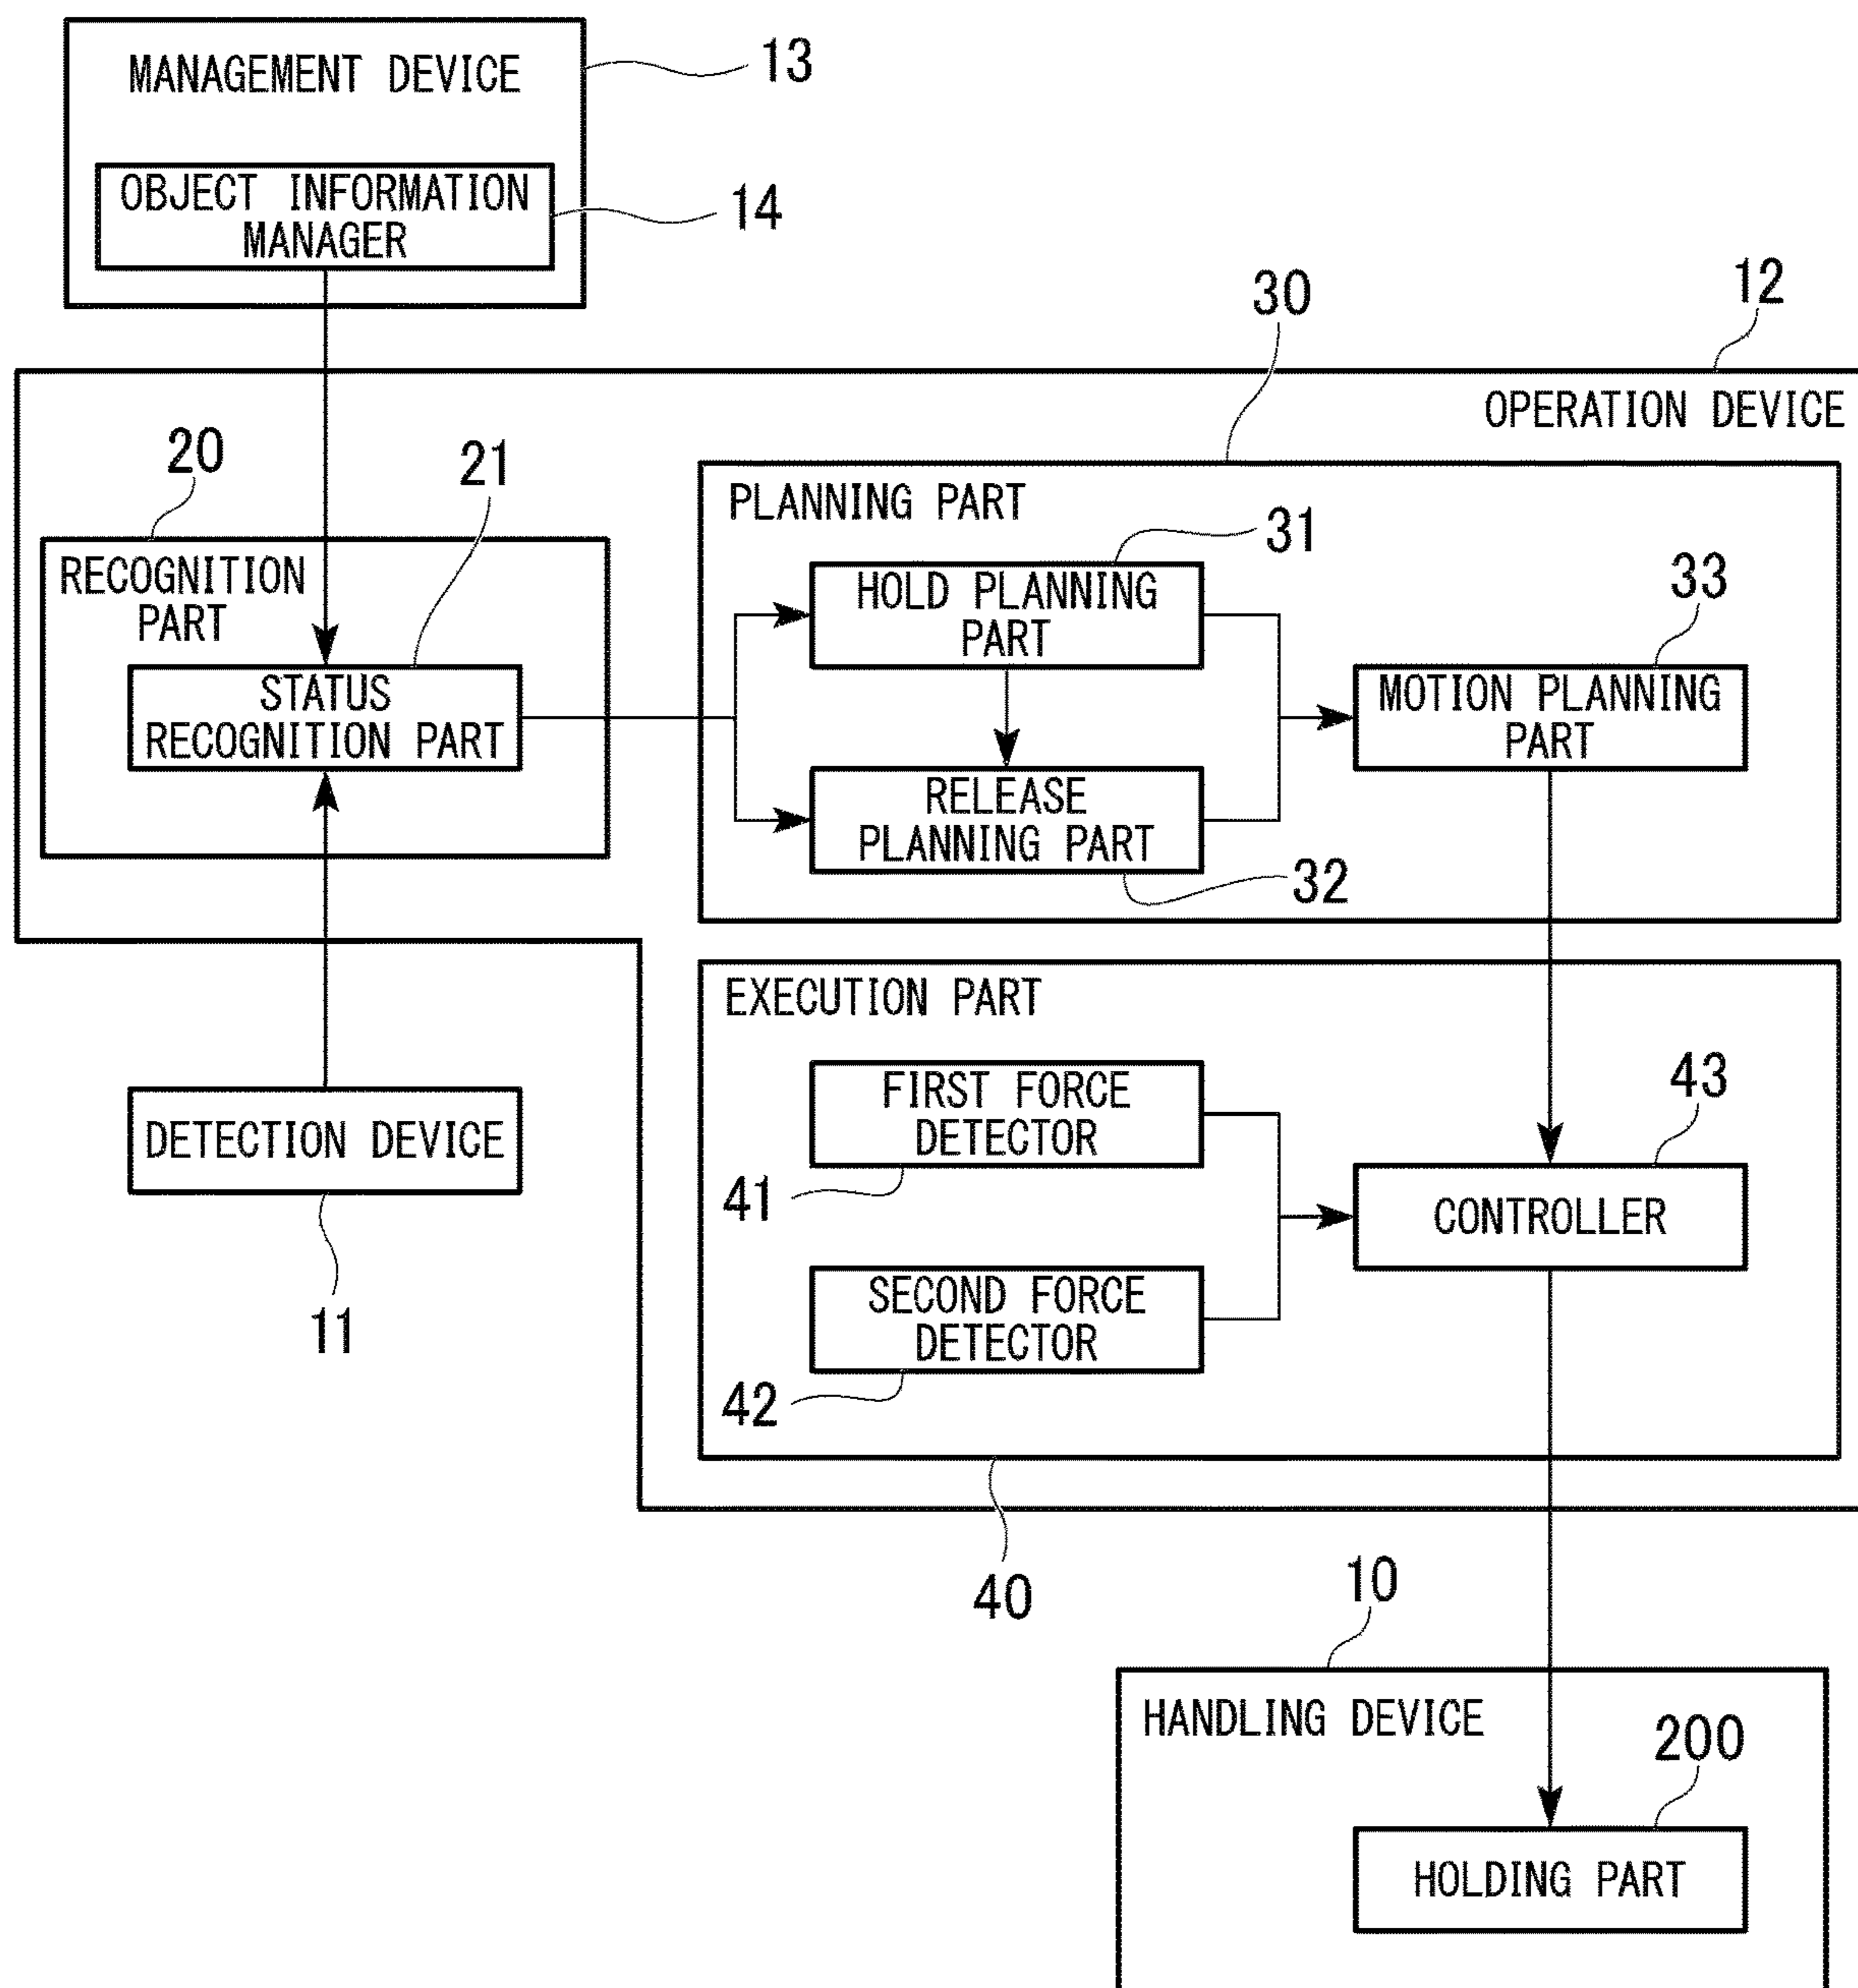 MANAGEMENT DEVICE
13
OBJECT INFORMATION
MANAGER
14
30
12
OPERATION DEVICE
20
21
RECOGNITION
PART
STATUS
RECOGNITION PART
PLANNING PART
31
HOLD PLANNING
PART
33
MOTION PLANNING
PART
RELEASE
PLANNING PART
32
DETECTION DEVICE
11
EXECUTION PART
FIRST FORCE
DETECTOR
41
43
CONTROLLER
SECOND FORCE
DETECTOR
42
40
10
HANDLING DEVICE
200
HOLDING PART